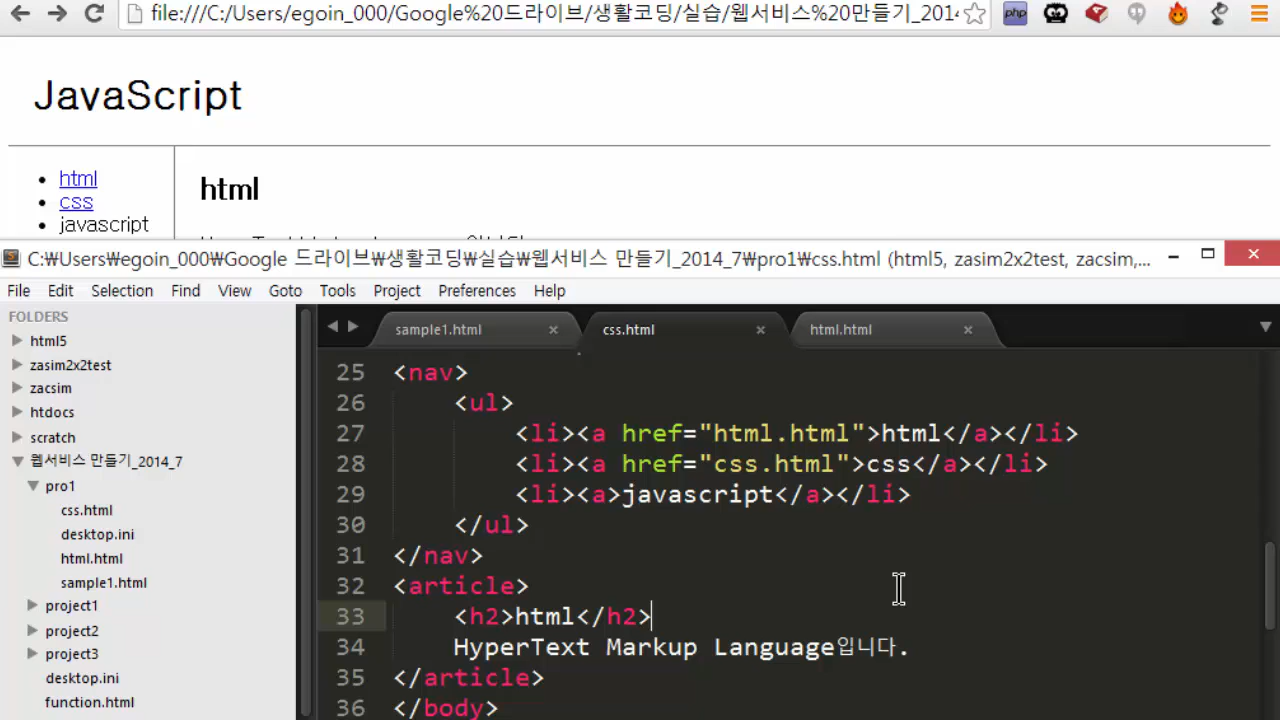 file:///C:/Users/egoin_000/Google%20드라이브/생활코딩/실습/웹서비스%20만들기_2014
php
JavaScript
html
css
javascript
html
C:₩Users₩egoin_000₩Google 드라이브₩생활코딩₩실습₩웹서비스 만들기_2014_7₩pro1₩css.html (html5, zasim2x2test, zacsim,...
File Edit Selection Find View Goto Tools Project Preferences Help
FOLDERS
html5
zasim2x2test
zacsim
htdocs
scratch
웹서비스 만들기_2014_7
pro1
css.html
desktop.ini
html.html
sample1.html
project1
project2
project3
desktop.ini
function.html
sample1.html css.html html.html
25 <nav>
26 <ul>
27 <li><a href="html.html">html</a></li>
28 <li><a href="css.html">css</a></li>
29 <li><a>javascript</a></li>
30 </ul>
31 </nav>
32 <article>
33 <h2>html</h2>
34 HyperText Markup Language입니다.
35 </article>
36 </body>